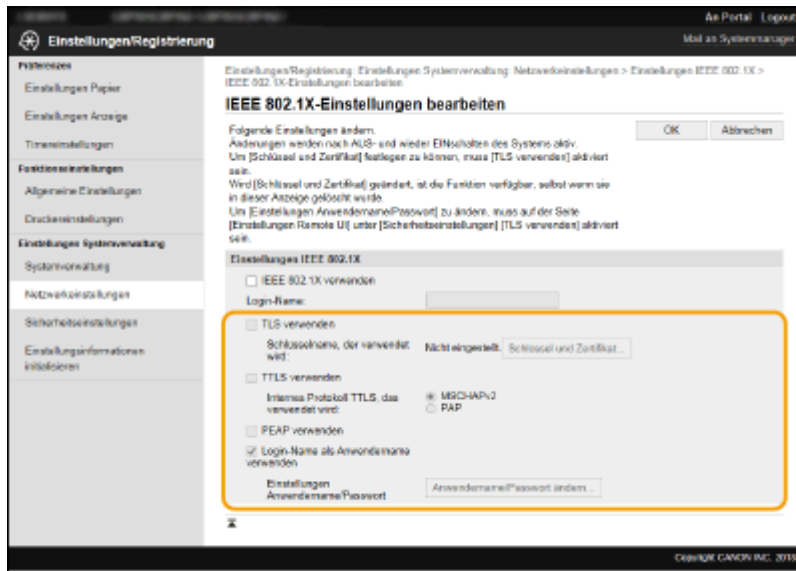 An Portal Logout
Einstellungen/Registrierung
Mail an Systemmanager
Präferenzen
Einstellungen Papier
Einstellungen Anzeige
Timereinstellungen
Funktionseinstellungen
Allgemeine Einstellungen
Druckereinstellungen
Einstellungen Systemverwaltung
Systemverwaltung
Netzwerkeinstellungen
Sicherheitseinstellungen
Einstellungsinformationen
initialisieren
Einstellungen/Registrierung: Einstellungen Systemverwaltung: Netzwerkeinstellungen > Einstellungen IEEE 802.1X >
IEEE 802.1X-Einstellungen bearbeiten
IEEE 802.1X-Einstellungen bearbeiten
OK Abbrechen
Folgende Einstellungen ändern.
Änderungen werden nach AUS- und wieder EINschalten des Systems aktiv.
Um [Schlüssel und Zertifikat] festlegen zu können, muss [TLS verwenden] aktiviert
sein.
Wird [Schlüssel und Zertifikat] geändert, ist die Funktion verfügbar, selbst wenn sie
in dieser Anzeige gelöscht wurde.
Um [Einstellungen Anwendername/Passwort] zu ändern, muss auf der Seite
[Einstellungen Remote UI] unter [Sicherheitseinstellungen] [TLS verwenden] aktiviert
sein.
Einstellungen IEEE 802.1X
IEEE 802.1X verwenden
Login-Name:
TLS verwenden
Schlüsselname, der verwendet
wird:
Nicht eingestellt. Schlüssel und Zertifikat...
TTLS verwenden
Internes Protokoll TTLS, das
verwendet wird:
MSCHAPv2
PAP
PEAP verwenden
Login-Name als Anwendername
verwenden
Einstellungen
Anwendername/Passwort
Anwendername/Passwort ändern...
Copyright CANON INC. 2018